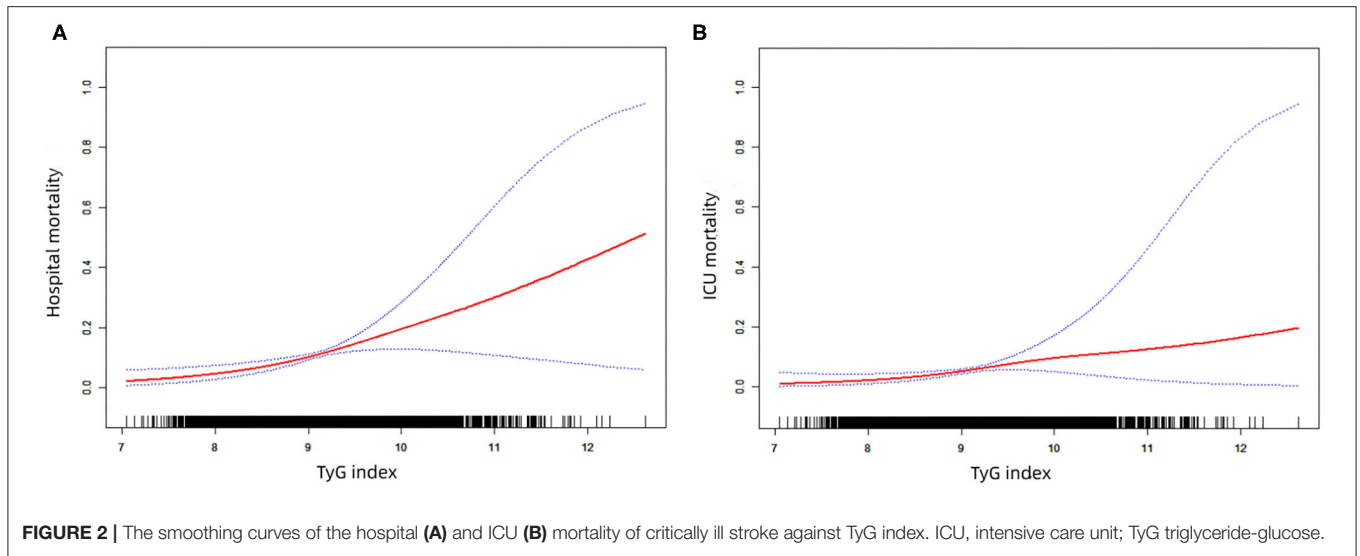 A
B
Hospital mortality
0.0 0.2 0.4 0.6 0.8 1.0
7 8 9 10 11 12
TyG index
ICU mortality
0.0 0.2 0.4 0.6 0.8 1.0
7 8 9 10 11 12
TyG index
FIGURE 2 | The smoothing curves of the hospital (A) and ICU (B) mortality of critically ill stroke against TyG index. ICU, intensive care unit; TyG triglyceride-glucose.